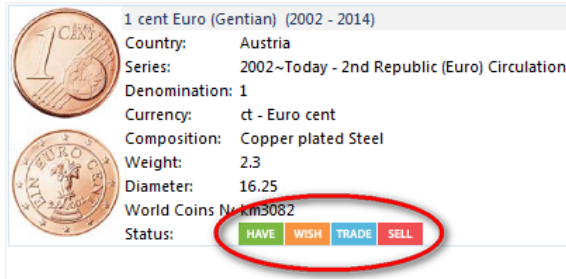 1 cent Euro (Gentian) (2002 - 2014)
Country: Austria
Series: 2002~Today - 2nd Republic (Euro) Circulation
Denomination: 1
Currency: ct - Euro cent
Composition: Copper plated Steel
Weight: 2.3
Diameter: 16.25
World Coins N km3082
Status: HAVE WISH TRADE SELL
1 CENT
EIN EURO CENT